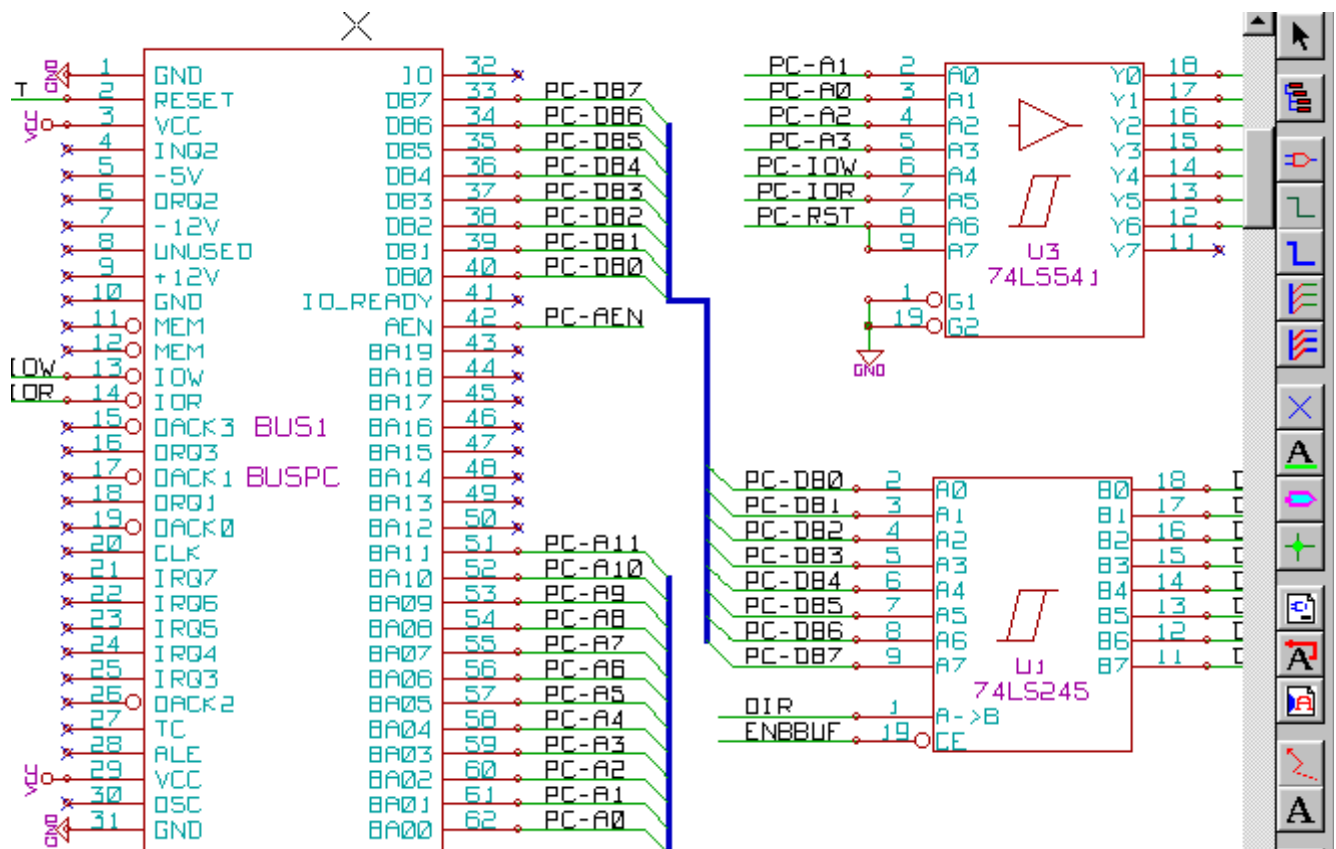 GND 1 GND IO 32
T 2 RESET DB7 33 PC-DB7
VCC 3 VCC DB6 34 PC-DB6
4 INQ2 DB5 35 PC-DB5
5 -5V DB4 36 PC-DB4
6 DRQ2 DB3 37 PC-DB3
7 -12V DB2 38 PC-DB2
8 UNUSED DB1 39 PC-DB1
9 +12V DB0 40 PC-DB0
10 GND IO_READY 41
11 MEM AEN 42 PC-AEN
12 MEM BA19 43
IOW 13 IOW BA18 44
IOR 14 IOR BA17 45
15 DACK3 BUS1 BA16 46
16 DRQ3 BA15 47
17 DACK1 BUSPC BA14 48
18 DRQ1 BA13 49
19 DACK0 BA12 50
20 CLK BA11 51 PC-A11
21 IRQ7 BA10 52 PC-A10
22 IRQ6 BA09 53 PC-A9
23 IRQ5 BA08 54 PC-A8
24 IRQ4 BA07 55 PC-A7
25 IRQ3 BA06 56 PC-A6
26 DACK2 BA05 57 PC-A5
27 TC BA04 58 PC-A4
28 ALE BA03 59 PC-A3
VCC 29 VCC BA02 60 PC-A2
30 OSC BA01 61 PC-A1
GND 31 GND BA00 62 PC-A0
PC-A1 2 A0 Y0 18
PC-A0 3 A1 Y1 17
PC-A2 4 A2 Y2 16
PC-A3 5 A3 Y3 15
PC-IOW 6 A4 Y4 14
PC-IOR 7 A5 Y5 13
PC-RST 8 A6 Y6 12
9 A7 U3 Y7 11
74LS541
1 G1
19 G2
GND
PC-DB0 2 A0 B0 18
PC-DB1 3 A1 B1 17
PC-DB2 4 A2 B2 16
PC-DB3 5 A3 B3 15
PC-DB4 6 A4 B4 14
PC-DB5 7 A5 B5 13
PC-DB6 8 A6 B6 12
PC-DB7 9 A7 U1 B7 11
74LS245
DIR 1 A->B
ENBBUF 19 CE
A
A
A
A